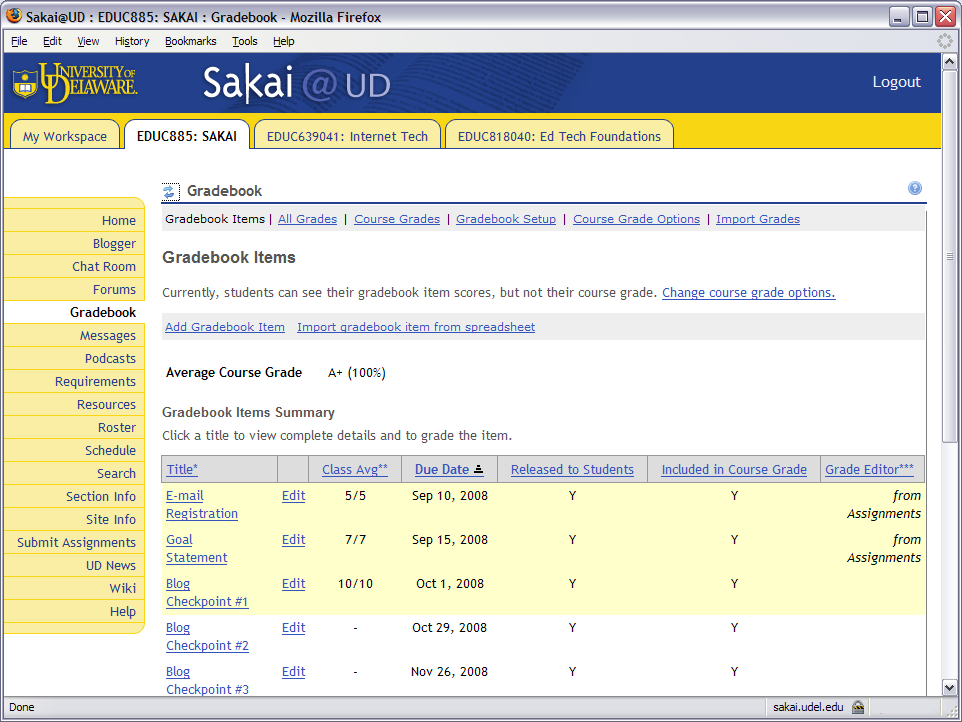 Sakai@UD : EDUC885: SAKAI : Gradebook - Mozilla Firefox
File Edit View History Bookmarks Tools Help
UNIVERSITY OF DELAWARE.
Sakai @ UD
Logout
My Workspace EDUC885: SAKAI EDUC639041: Internet Tech EDUC818040: Ed Tech Foundations
Home
Blogger
Chat Room
Forums
Gradebook
Messages
Podcasts
Requirements
Resources
Roster
Schedule
Search
Section Info
Site Info
Submit Assignments
UD News
Wiki
Help
Gradebook ?
Gradebook Items | All Grades | Course Grades | Gradebook Setup | Course Grade Options | Import Grades
Gradebook Items
Currently, students can see their gradebook item scores, but not their course grade. Change course grade options.
Add Gradebook Item Import gradebook item from spreadsheet
Average Course Grade A+ (100%)
Gradebook Items Summary
Click a title to view complete details and to grade the item.
Title* Class Avg** Due Date Released to Students Included in Course Grade Grade Editor***
E-mail Edit 5/5 Sep 10, 2008 Y Y from
Registration Assignments
Goal Edit 7/7 Sep 15, 2008 Y Y from
Statement Assignments
Blog Edit 10/10 Oct 1, 2008 Y Y
Checkpoint #1
Blog Edit - Oct 29, 2008 Y Y
Checkpoint #2
Blog Edit - Nov 26, 2008 Y Y
Checkpoint #3
Done sakai.udel.edu